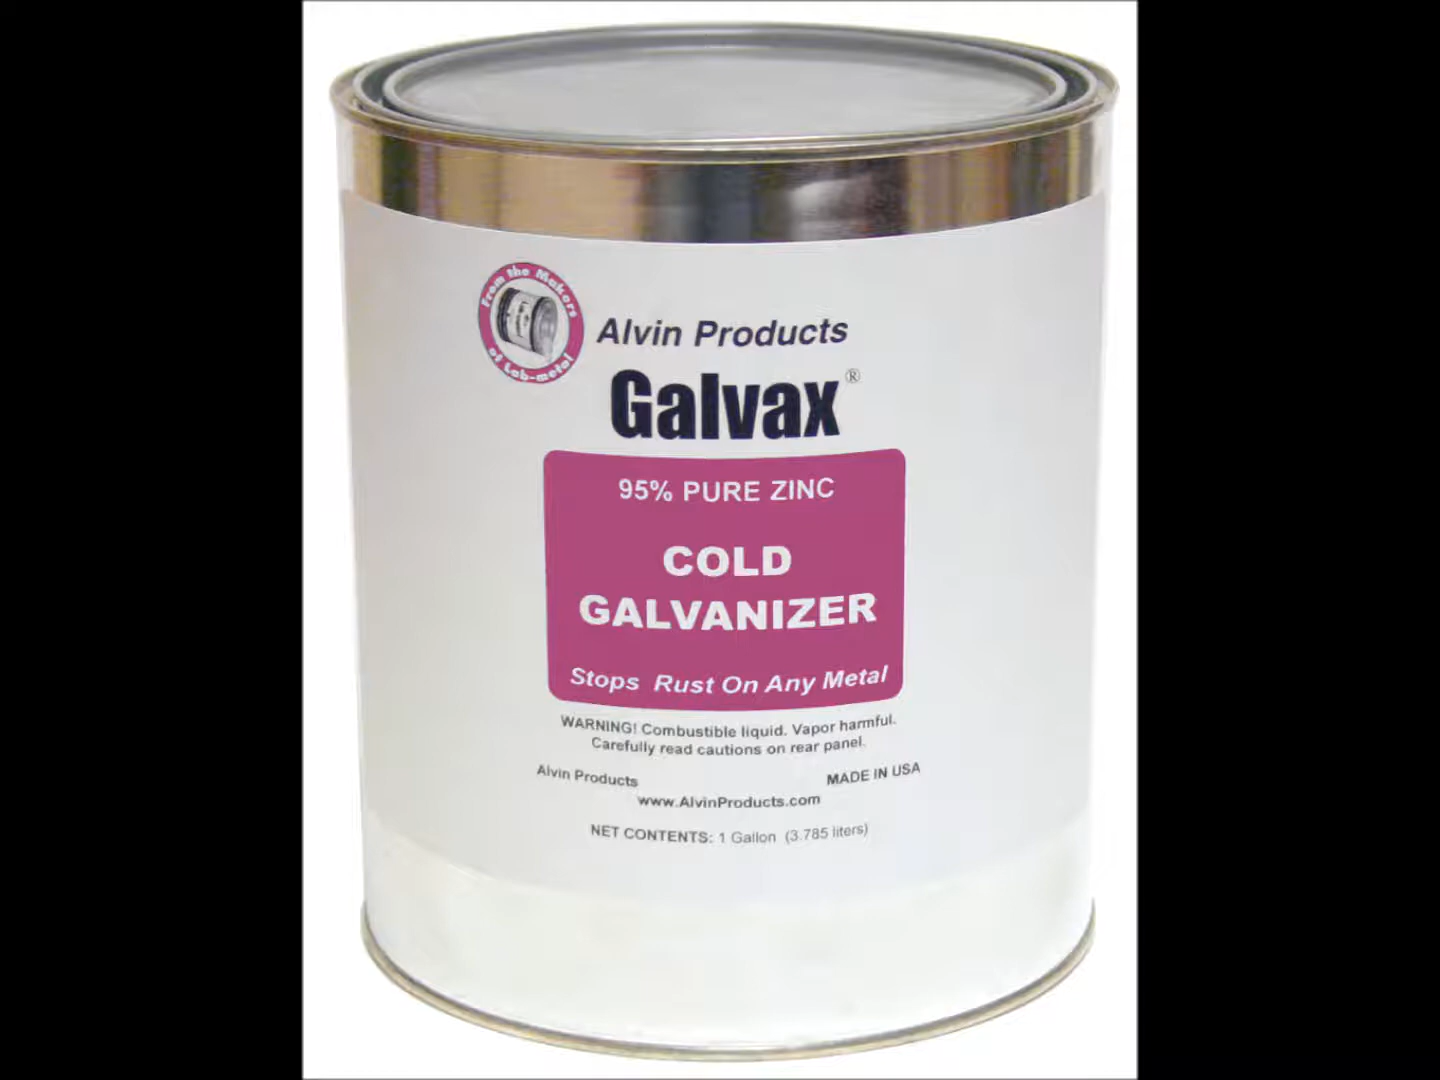 From the Makers
of Lab-metal
Alvin Products
Galvax®
95% PURE ZINC
COLD
GALVANIZER
Stops Rust On Any Metal
WARNING! Combustible liquid. Vapor harmful.
Carefully read cautions on rear panel.
Alvin Products MADE IN USA
www.AlvinProducts.com
NET CONTENTS: 1 Gallon (3.785 liters)